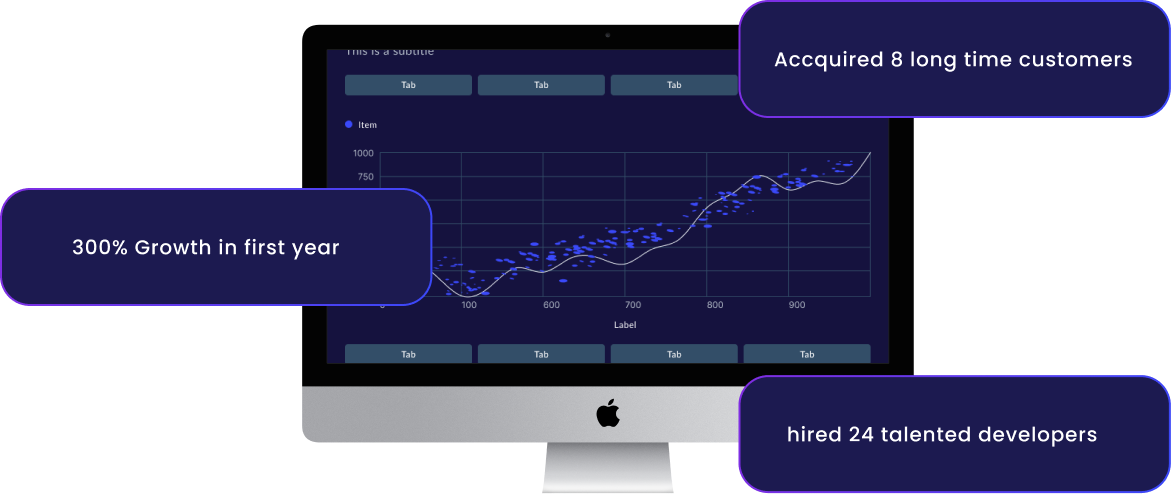 This is a subtitle
Accquired 8 long time customers
Tab Tab Tab
Item
1000
750
300% Growth in first year
100 600 700 800 900
Label
Tab Tab Tab Tab
hired 24 talented developers